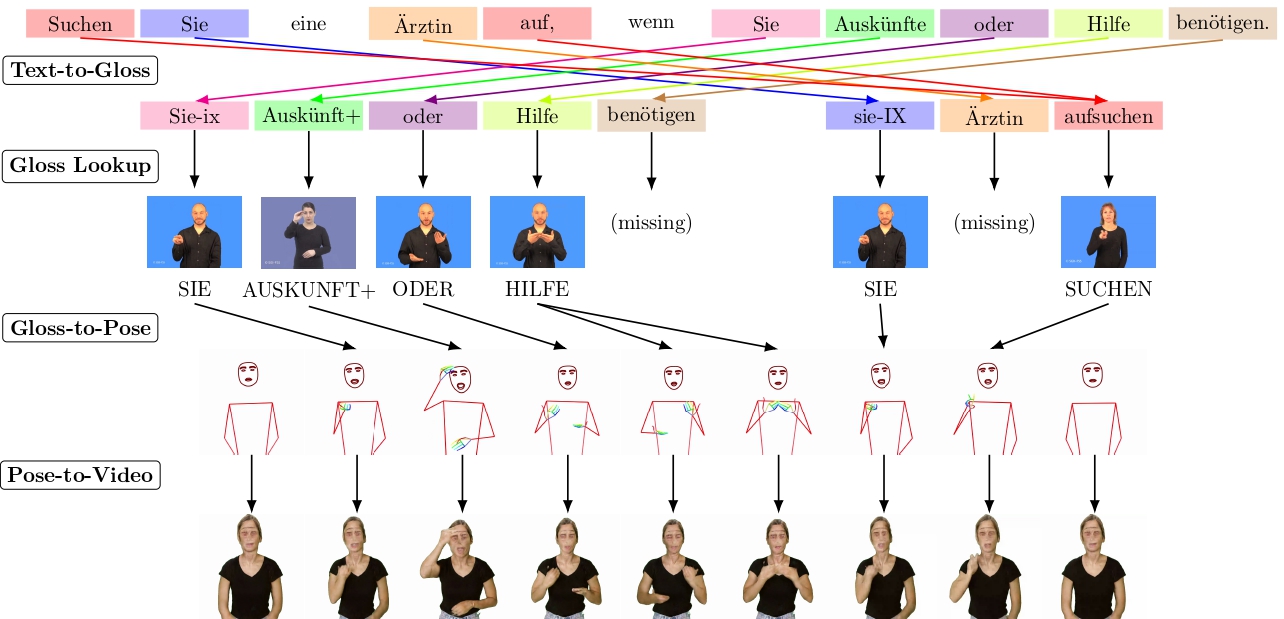 Suchen Sie eine Ärztin auf, wenn Sie Auskünfte oder Hilfe benötigen.
Text-to-Gloss
Sie-ix Auskünft+ oder Hilfe benötigen sie-IX Ärztin aufsuchen
Gloss Lookup
(missing) (missing)
SIE AUSKUNFT+ ODER HILFE SIE SUCHEN
Gloss-to-Pose
Pose-to-Video